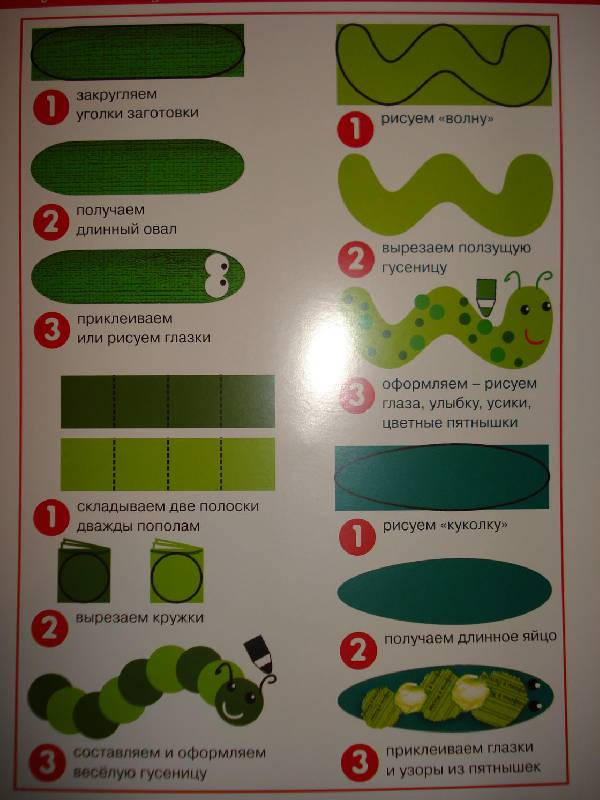 1
закругляем
уголки заготовки
2
получаем
длинный овал
3
приклеиваем
или рисуем глазки
1
складываем две полоски
дважды пополам
2
вырезаем кружки
3
составляем и оформляем
весёлую гусеницу
1
рисуем «волну»
2
вырезаем ползущую
гусеницу
3
оформляем – рисуем
глаза, улыбку, усики,
цветные пятнышки
1
рисуем «куколку»
2
получаем длинное яйцо
3
приклеиваем глазки
и узоры из пятнышек